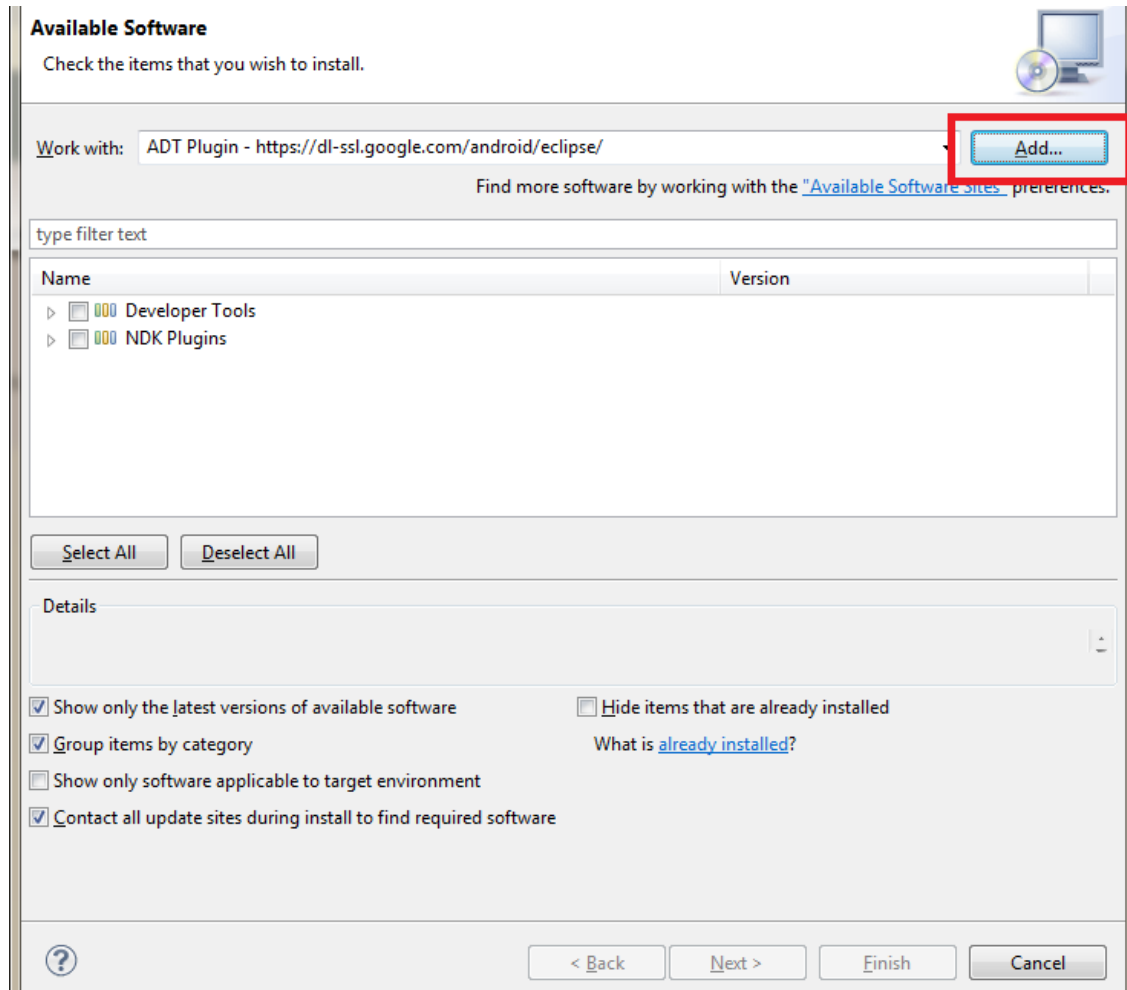 Available Software
Check the items that you wish to install.
Work with: ADT Plugin - https://dl-ssl.google.com/android/eclipse/ Add...
Find more software by working with the "Available Software Sites" preferences.
type filter text
Name Version
Developer Tools
NDK Plugins
Select All Deselect All
Details
Show only the latest versions of available software Hide items that are already installed
Group items by category What is already installed?
Show only software applicable to target environment
Contact all update sites during install to find required software
? < Back Next > Finish Cancel